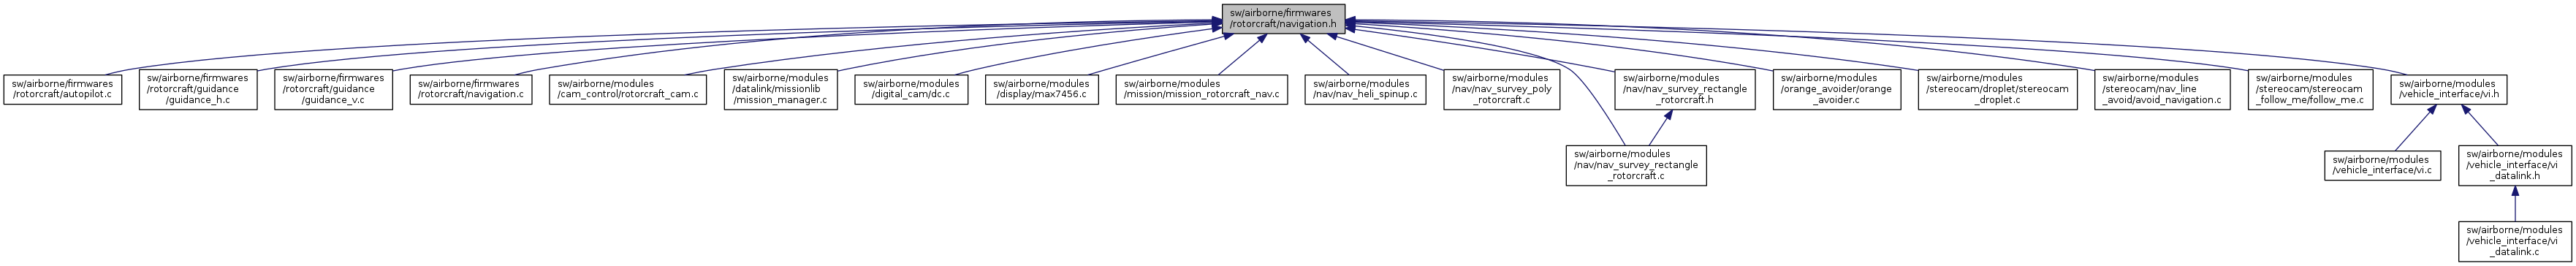 sw/airborne/firmwares
/rotorcraft/navigation.h
sw/airborne/firmwares
/rotorcraft/autopilot.c
sw/airborne/firmwares
/rotorcraft/guidance
/guidance_h.c
sw/airborne/firmwares
/rotorcraft/guidance
/guidance_v.c
sw/airborne/firmwares
/rotorcraft/navigation.c
sw/airborne/modules
/cam_control/rotorcraft_cam.c
sw/airborne/modules
/datalink/missionlib
/mission_manager.c
sw/airborne/modules
/digital_cam/dc.c
sw/airborne/modules
/display/max7456.c
sw/airborne/modules
/mission/mission_rotorcraft_nav.c
sw/airborne/modules
/nav/nav_heli_spinup.c
sw/airborne/modules
/nav/nav_survey_poly
_rotorcraft.c
sw/airborne/modules
/nav/nav_survey_rectangle
_rotorcraft.h
sw/airborne/modules
/orange_avoider/orange
_avoider.c
sw/airborne/modules
/stereocam/droplet/stereocam
_droplet.c
sw/airborne/modules
/stereocam/nav_line
_avoid/avoid_navigation.c
sw/airborne/modules
/stereocam/stereocam
_follow_me/follow_me.c
sw/airborne/modules
/vehicle_interface/vi.h
sw/airborne/modules
/nav/nav_survey_rectangle
_rotorcraft.c
sw/airborne/modules
/vehicle_interface/vi.c
sw/airborne/modules
/vehicle_interface/vi
_datalink.h
sw/airborne/modules
/vehicle_interface/vi
_datalink.c